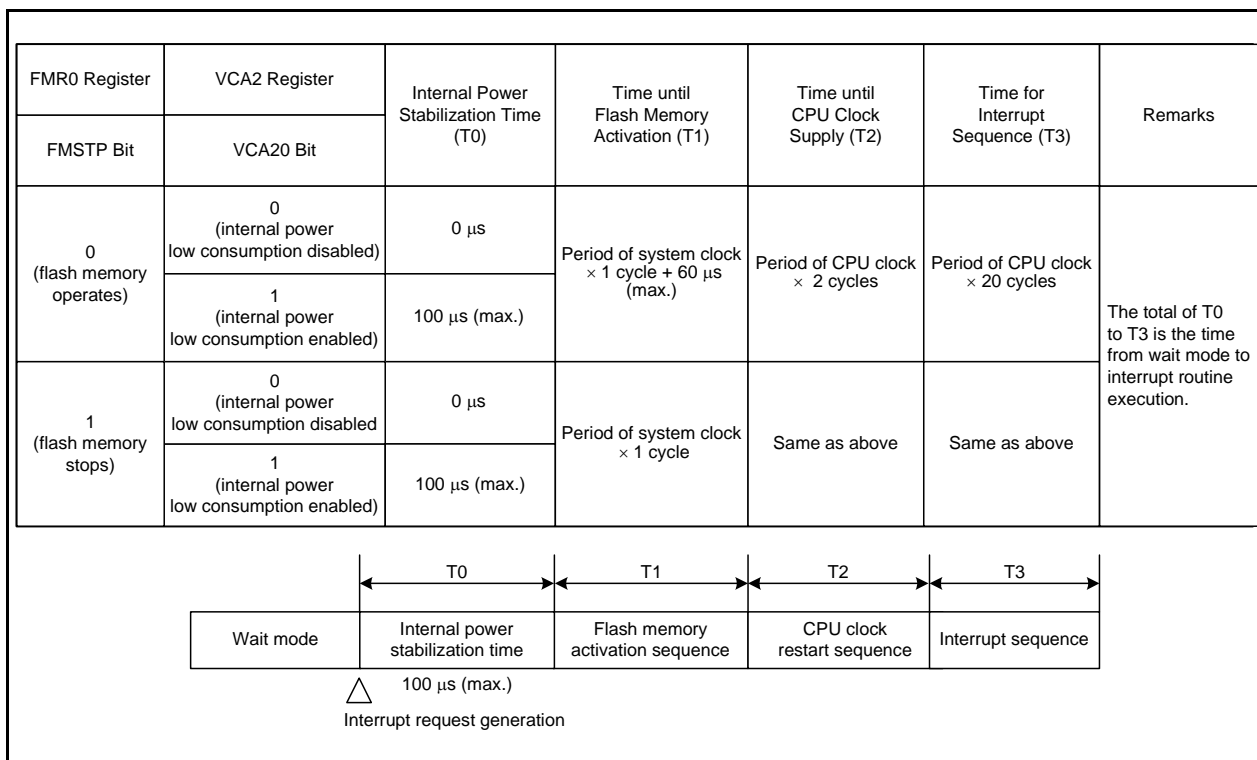 FMR0 Register
VCA2 Register
Internal Power
Stabilization Time
(T0)
Time until
Flash Memory
Activation (T1)
Time until
CPU Clock
Supply (T2)
Time for
Interrupt
Sequence (T3)
Remarks
FMSTP Bit
VCA20 Bit
0
(flash memory
operates)
0
(internal power
low consumption disabled)
0 μs
Period of system clock
× 1 cycle + 60 μs
(max.)
Period of CPU clock
× 2 cycles
Period of CPU clock
× 20 cycles
The total of T0
to T3 is the time
from wait mode to
interrupt routine
execution.
1
(internal power
low consumption enabled)
100 μs (max.)
1
(flash memory
stops)
0
(internal power
low consumption disabled
0 μs
Period of system clock
× 1 cycle
Same as above
Same as above
1
(internal power
low consumption enabled)
100 μs (max.)
T0
T1
T2
T3
Wait mode
Internal power
stabilization time
Flash memory
activation sequence
CPU clock
restart sequence
Interrupt sequence
100 μs (max.)
Interrupt request generation